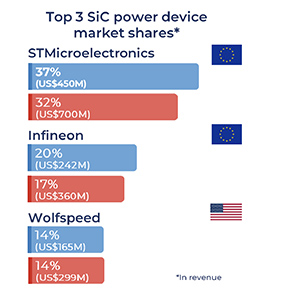 Top 3 SiC power device
market shares*
STMicroelectronics
37%
(US$450M)
32%
(US$700M)
Infineon
20%
(US$242M)
17%
(US$360M)
Wolfspeed
14%
(US$165M)
14%
(US$299M)
*In revenue